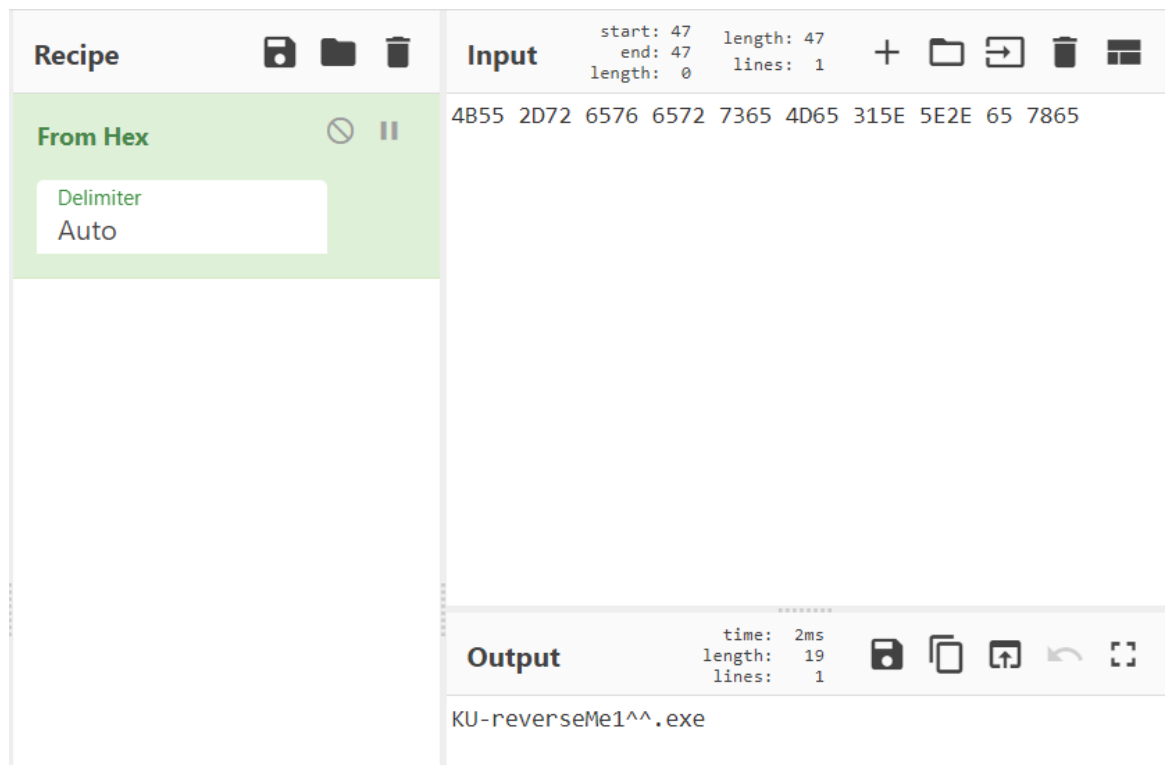 Recipe
From Hex
Delimiter
Auto
Input
start: 47
end: 47
length: 0
length: 47
lines: 1
4B55 2D72 6576 6572 7365 4D65 315E 5E2E 65 7865
Output
time: 2ms
length: 19
lines: 1
KU-reverseMe1^^.exe